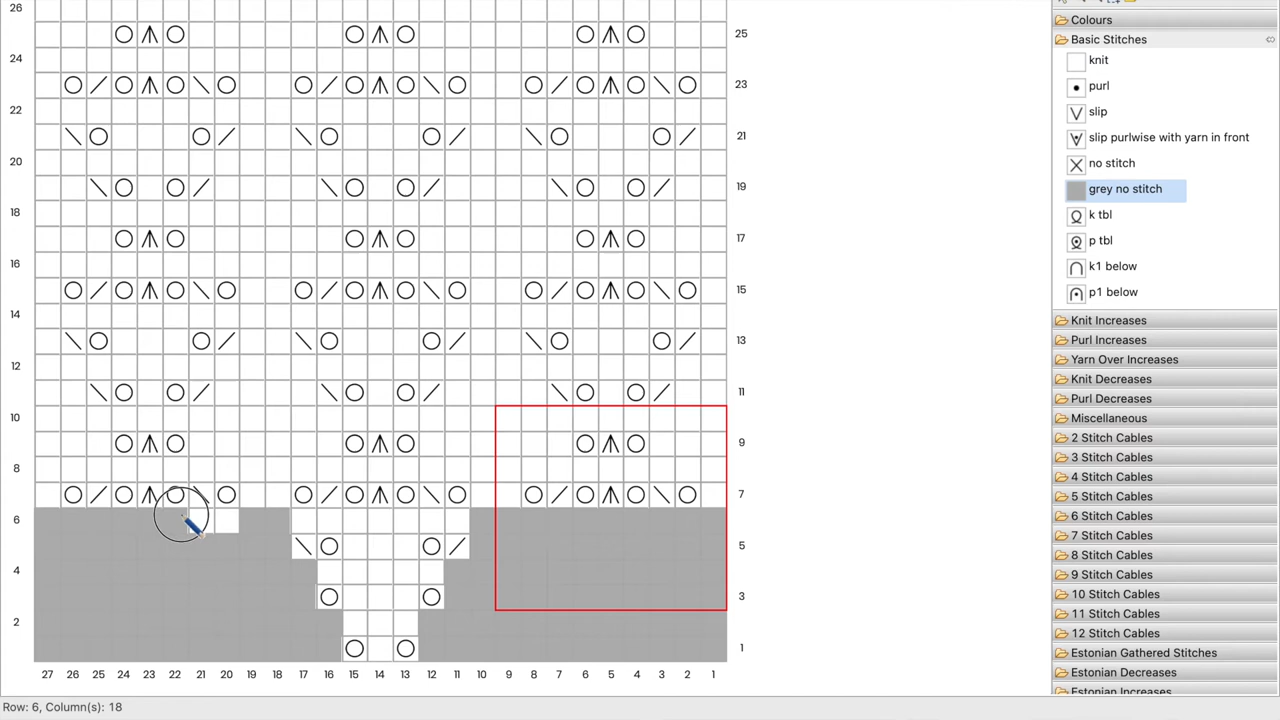 26
25
24
23
22
21
20
19
18
17
16
15
14
13
12
11
10
9
8
7
6
5
4
3
2
1
27 26 25 24 23 22 21 20 19 18 17 16 15 14 13 12 11 10 9 8 7 6 5 4 3 2 1
Row: 6, Column(s): 18
Colours
Basic Stitches
knit
purl
slip
slip purlwise with yarn in front
no stitch
grey no stitch
k tbl
p tbl
k1 below
p1 below
Knit Increases
Purl Increases
Yarn Over Increases
Knit Decreases
Purl Decreases
Miscellaneous
2 Stitch Cables
3 Stitch Cables
4 Stitch Cables
5 Stitch Cables
6 Stitch Cables
7 Stitch Cables
8 Stitch Cables
9 Stitch Cables
10 Stitch Cables
11 Stitch Cables
12 Stitch Cables
Estonian Gathered Stitches
Estonian Decreases
Estonian Increases